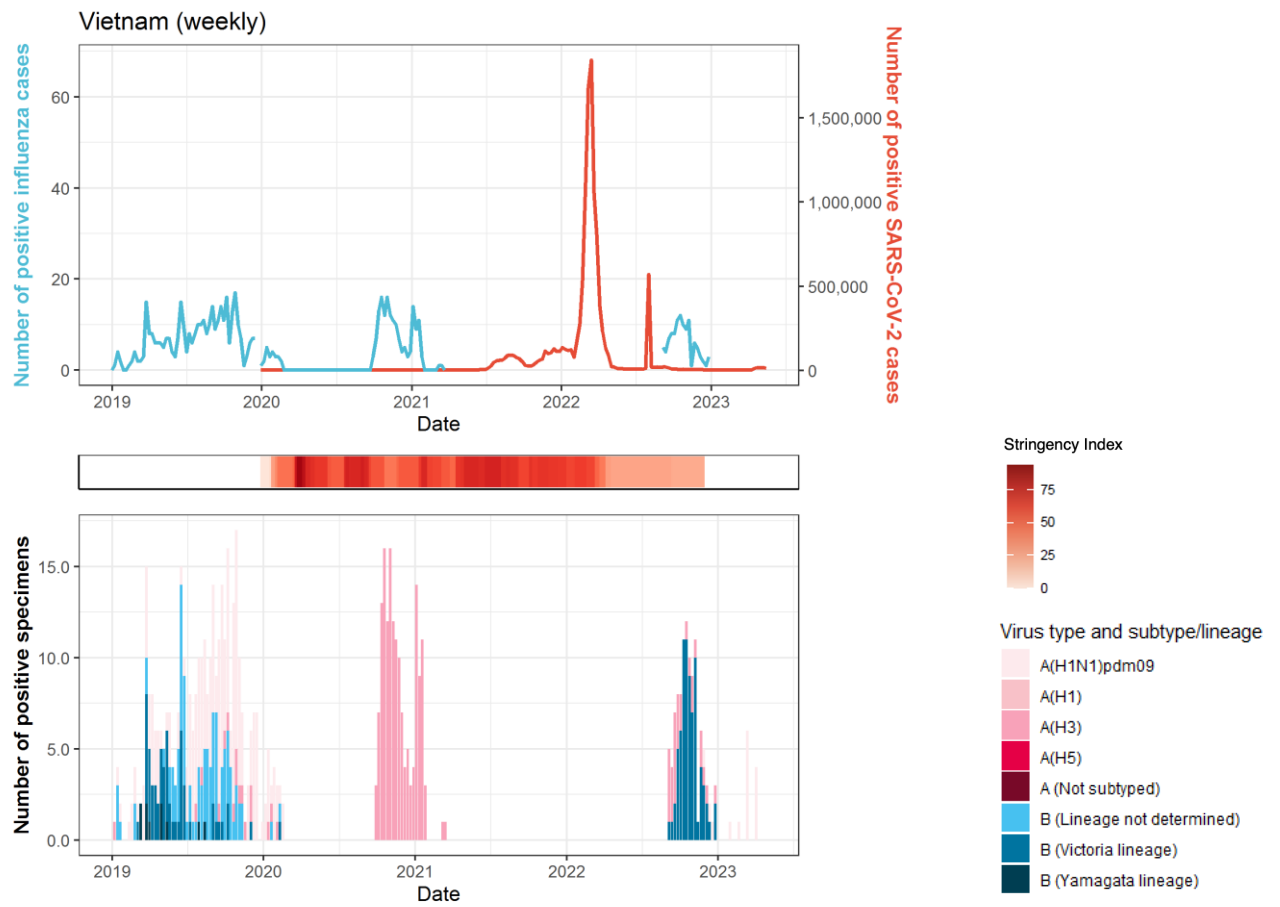 Vietnam (weekly)
Number of positive influenza cases
60
40
20
0
Number of positive SARS-CoV-2 cases
1,500,000
1,000,000
500,000
0
2019 2020 2021 2022 2023
Date
Stringency Index
75
50
25
0
Number of positive specimens
15.0
10.0
5.0
0.0
2019 2020 2021 2022 2023
Date
Virus type and subtype/lineage
A(H1N1)pdm09
A(H1)
A(H3)
A(H5)
A (Not subtyped)
B (Lineage not determined)
B (Victoria lineage)
B (Yamagata lineage)